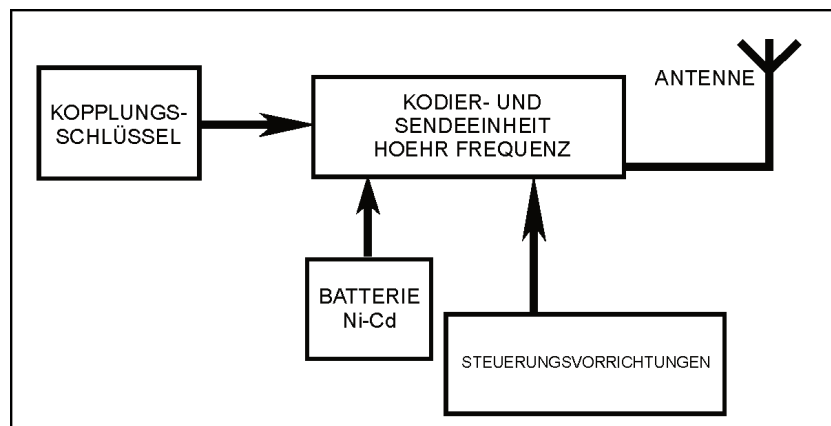 KOPPLUNGS-
SCHLÜSSEL
KODIER- UND
SENDEEINHEIT
HOEHR FREQUENZ
ANTENNE
BATTERIE
Ni-Cd
STEUERUNGSVORRICHTUNGEN